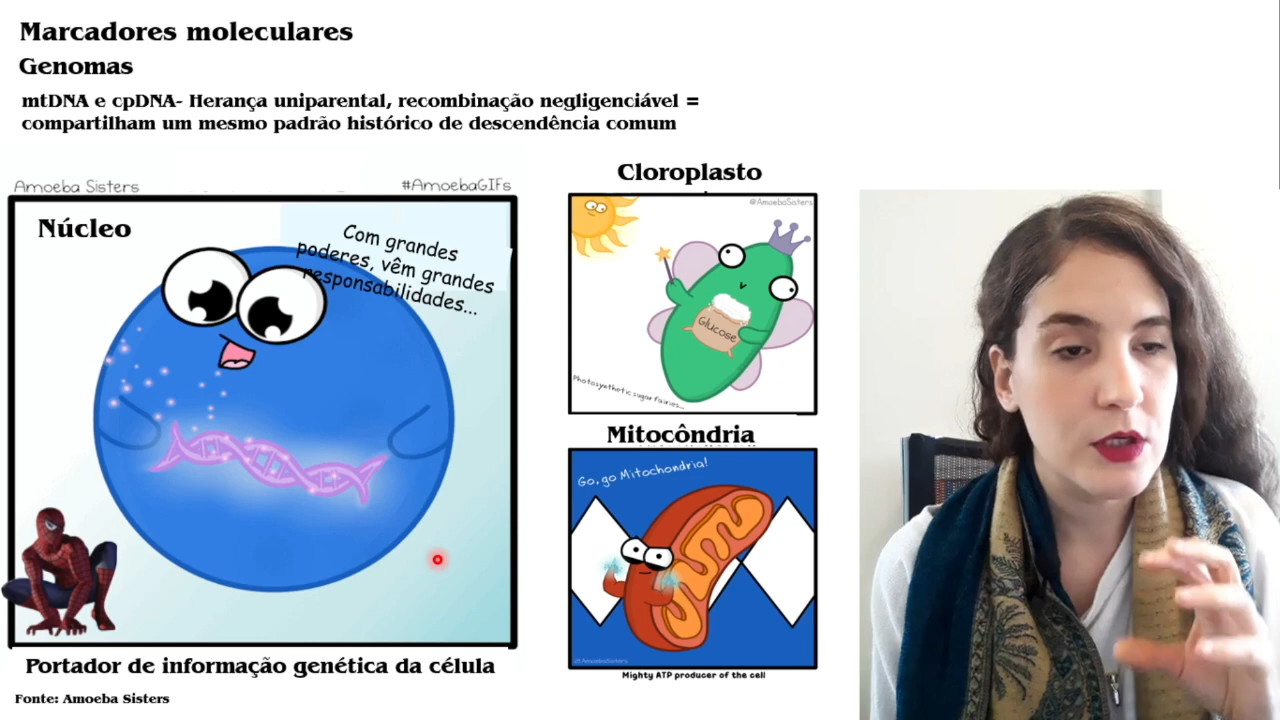 Marcadores moleculares
Genomas
mtDNA e cpDNA- Herança uniparental, recombinação negligenciável =
compartilham um mesmo padrão histórico de descendência comum
Amoeba Sisters
#AmoebaGIFs
Núcleo
Com grandes
poderes, vêm grandes
responsabilidades...
Portador de informação genética da célula
Fonte: Amoeba Sisters
Cloroplasto
@AmoebaSisters
Glucose
Photosynthetic sugar fairies...
Mitocôndria
Go, go Mitochondria!
@AmoebaSisters
Mighty ATP producer of the cell